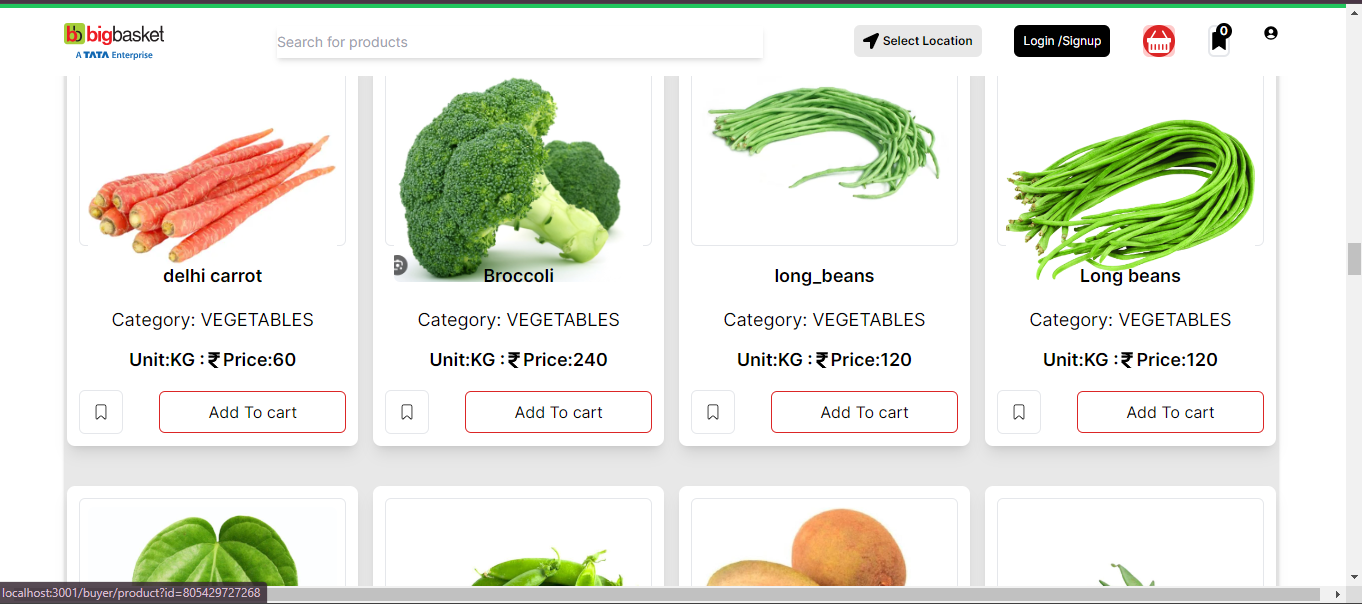 bb bigbasket
A TATA Enterprise
Search for products
Select Location
Login /Signup
0
delhi carrot
Broccoli
long_beans
Long beans
Category: VEGETABLES
Category: VEGETABLES
Category: VEGETABLES
Category: VEGETABLES
Unit:KG :₹ Price:60
Unit:KG :₹ Price:240
Unit:KG :₹ Price:120
Unit:KG :₹ Price:120
Add To cart
Add To cart
Add To cart
Add To cart
localhost:3001/buyer/product?id=805429727268